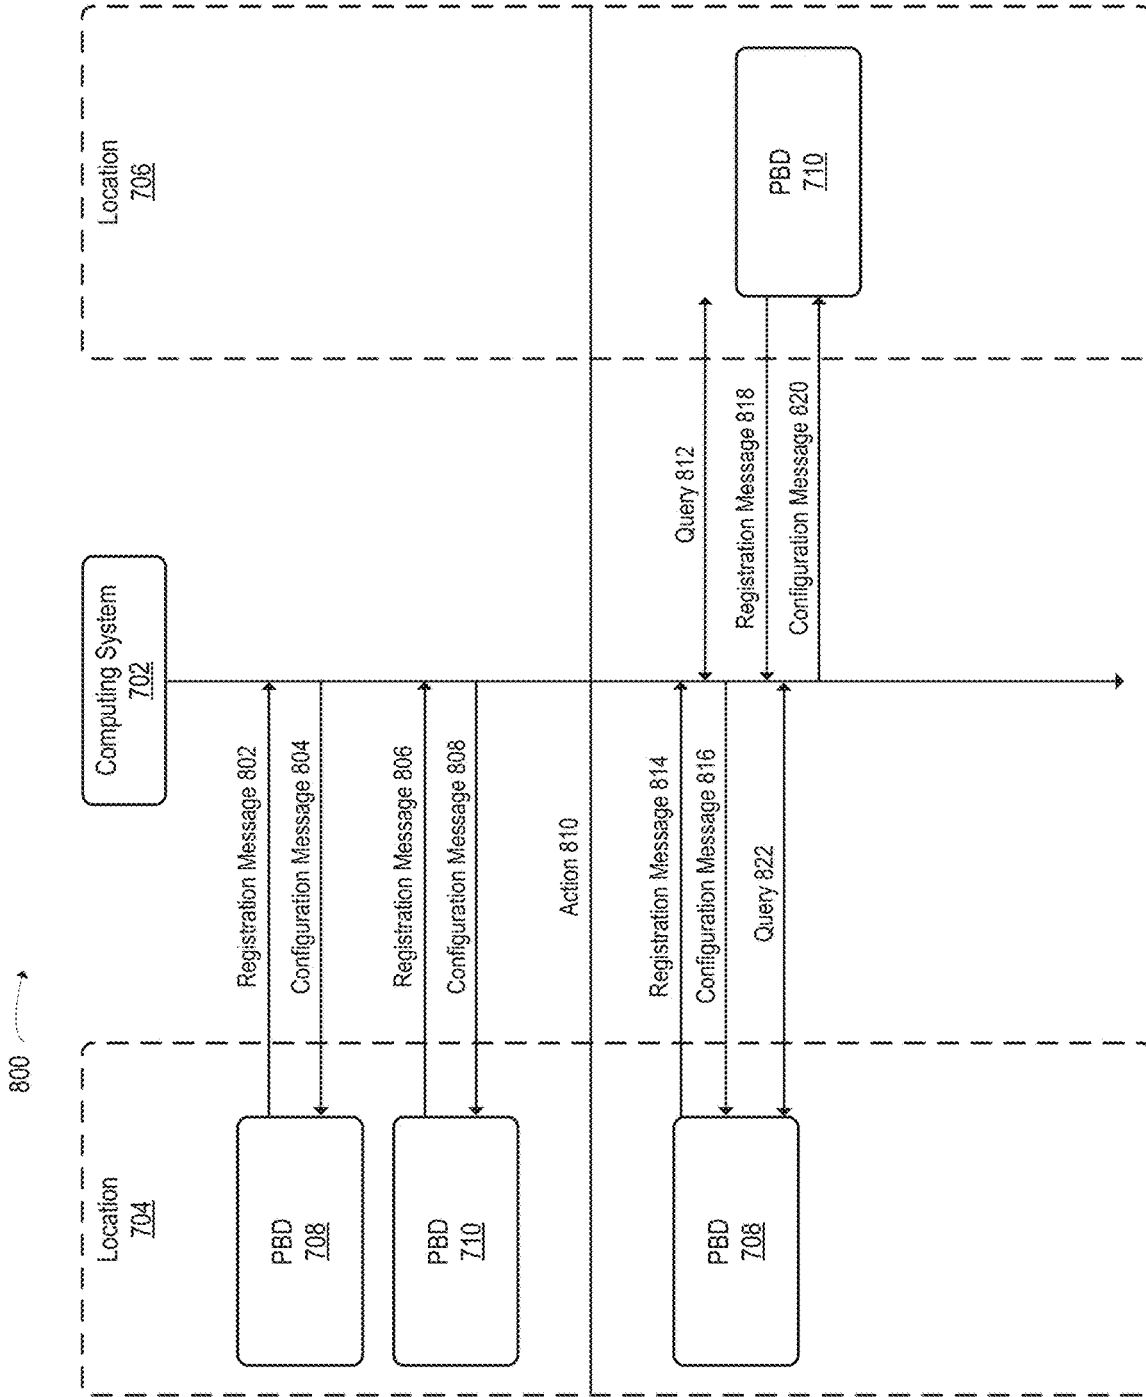 800
Location
704
Computing System
702
Location
706
PBD
708
Registration Message 802
Configuration Message 804
PBD
710
Registration Message 806
Configuration Message 808
Action 810
PBD
708
Registration Message 814
Configuration Message 816
Query 822
Query 812
Registration Message 818
Configuration Message 820
PBD
710